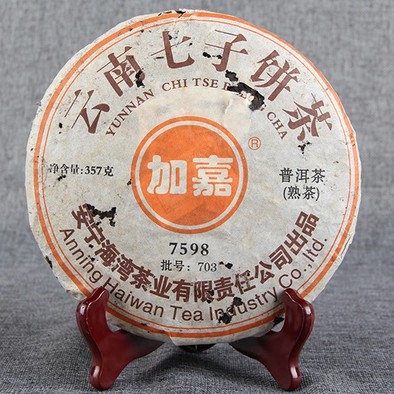 云南七子饼茶
YUNNAN CHI TSE
CHA
净含量:357克
加嘉
®
普洱茶
(熟茶)
7598
批号: 703
安宁海湾茶业有限责任公司出品
Anning Haiwan Tea Industry Co., ltd.